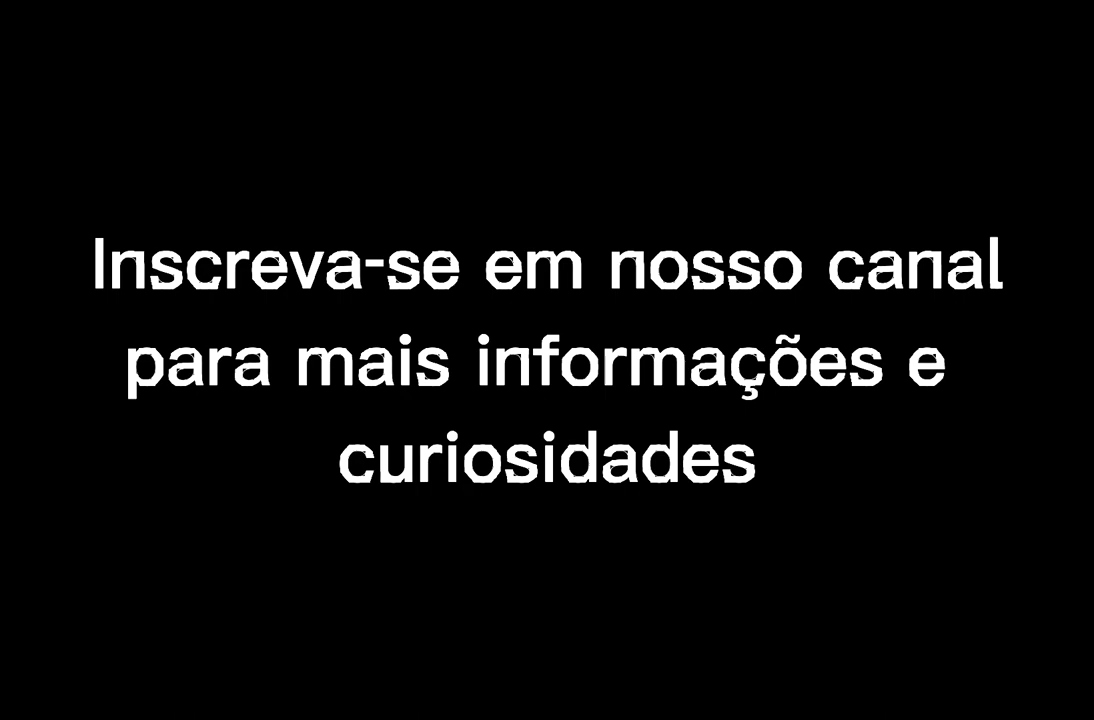 Inscreva-se em nosso canal
para mais informações e
curiosidades